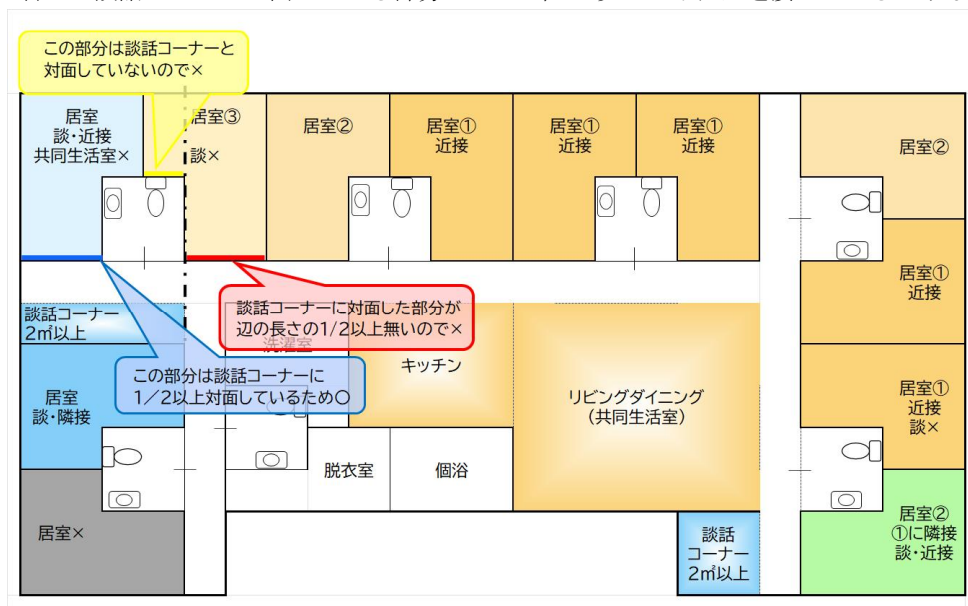 この部分は談話コーナーと
対面していないので×
居室
談・近接
共同生活室×
居室③
談×
居室②
居室①
近接
居室①
近接
居室①
近接
居室②
居室①
近接
談話コーナー
2㎡以上
談話コーナーに対面した部分が
辺の長さの1/2以上無いので×
洗濯室
キッチン
この部分は談話コーナーに
1／2以上対面しているため〇
リビングダイニング
（共同生活室）
居室
談・隣接
居室①
近接
談×
脱衣室
個浴
居室×
談話
コーナー
2㎡以上
居室②
①に隣接
談・近接